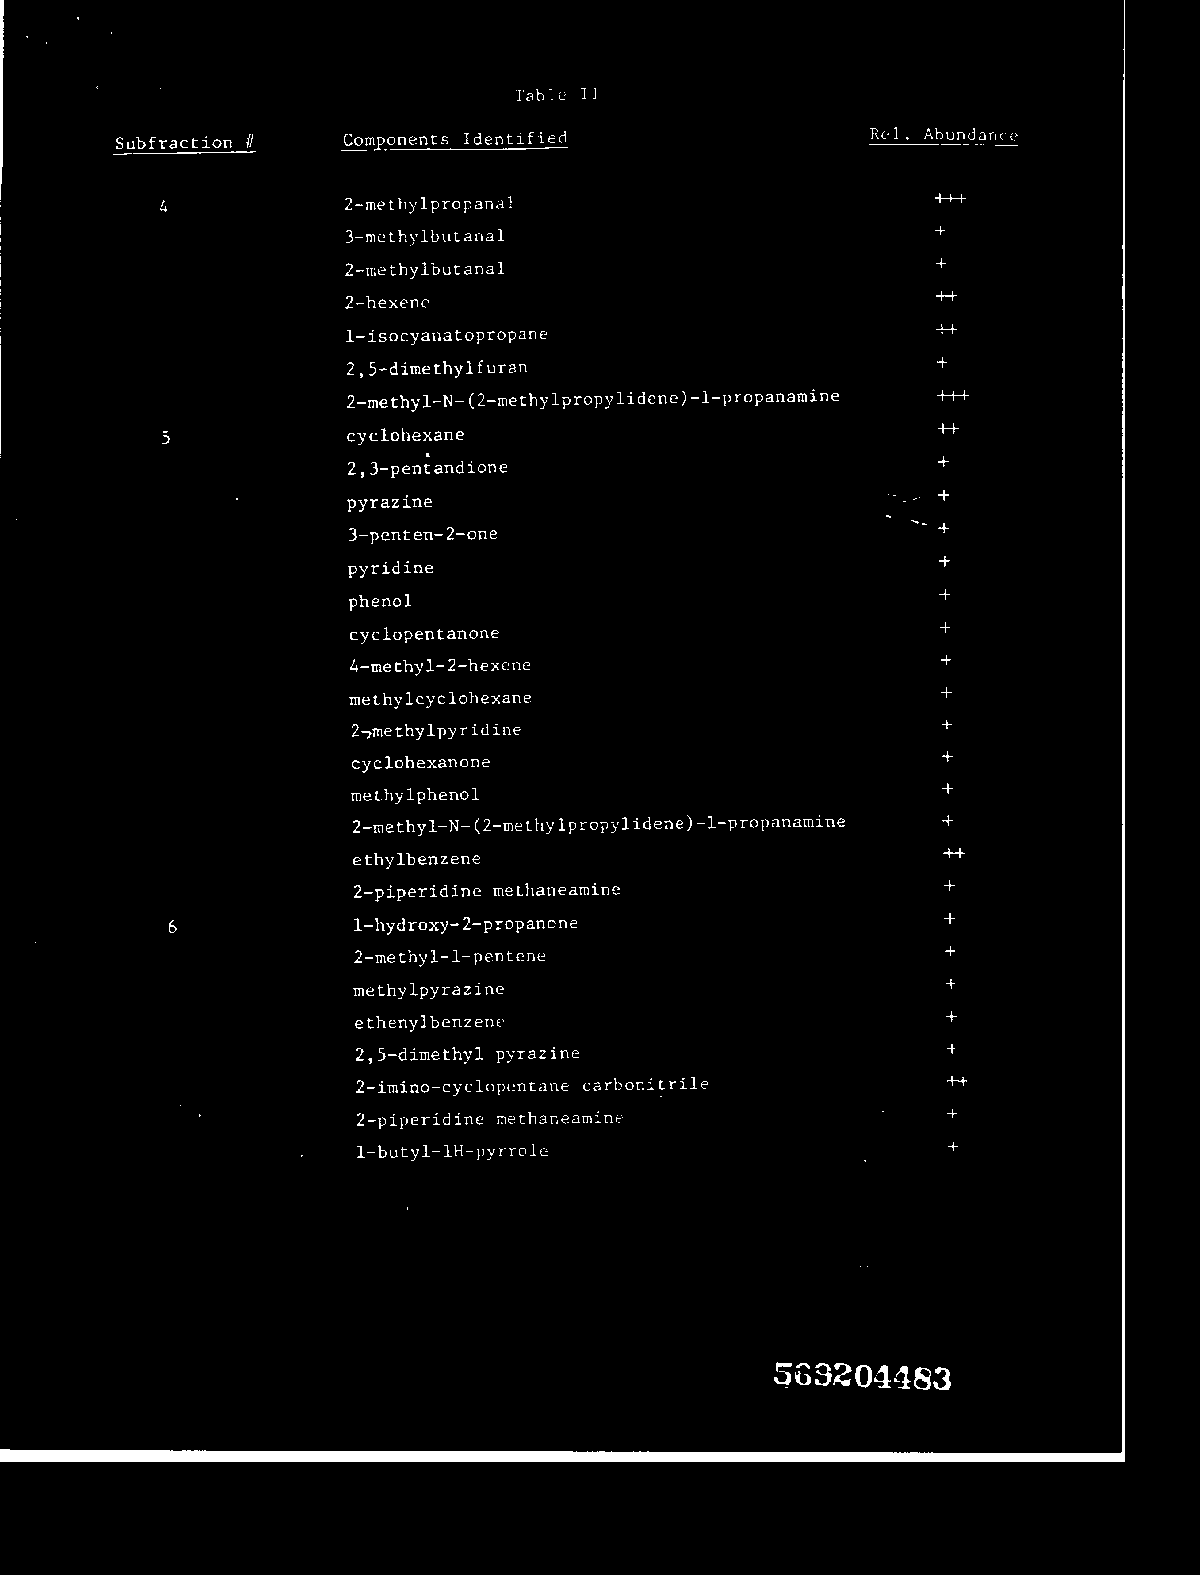 Table II
Subfraction # Components Identified Rel. Abundance
4 2-methylpropanal +++
3-methylbutanal +
2-methylbutanal +
2-hexene ++
1-isocyanatopropane ++
2,5-dimethylfuran +
2-methyl-N-(2-methylpropylidene)-1-propanamine +++
5 cyclohexane ++
2,3-pentandione +
pyrazine +
3-penten-2-one +
pyridine +
phenol +
cyclopentanone +
4-methyl-2-hexene +
methylcyclohexane +
2-methylpyridine +
cyclohexanone +
methylphenol +
2-methyl-N-(2-methylpropylidene)-1-propanamine +
ethylbenzene ++
2-piperidine methaneamine +
6 1-hydroxy-2-propanone +
2-methyl-1-pentene +
methylpyrazine +
ethenylbenzene +
2,5-dimethyl pyrazine +
2-imino-cyclopentane carbonitrile ++
2-piperidine methaneamine +
1-butyl-1H-pyrrole +
569204483